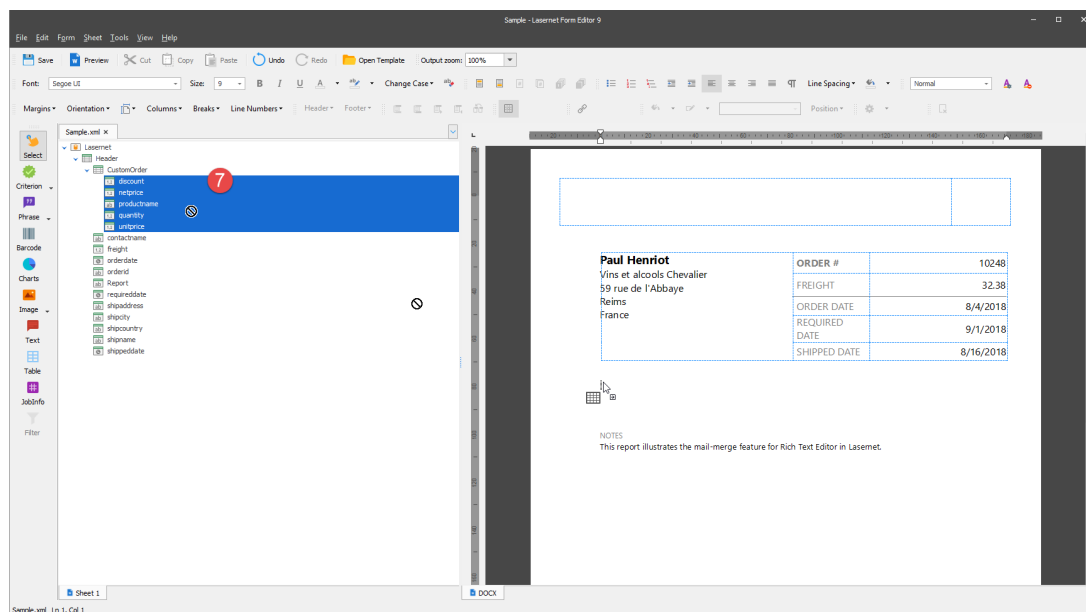 Sample - Lasernet Form Editor 9
File Edit Form Sheet Tools View Help
Save Preview Cut Copy Paste Undo Redo Open Template Output zoom: 100%
Font: Segoe UI Size: 9 B I U A Change Case Line Spacing Normal
Margins Orientation Columns Breaks Line Numbers Header Footer Position
Sample.xml
Select
Criterion
Phrase
Barcode
Charts
Image
Text
Table
JobInfo
Filter
Lasernet
Header
CustomOrder
discount
netprice
productname
quantity
unitprice
contactname
freight
orderdate
orderid
Report
requireddate
shipaddress
shipcity
shipcountry
shipname
shippeddate
7
Paul Henriot
Vins et alcools Chevalier
59 rue de l'Abbaye
Reims
France
ORDER # 10248
FREIGHT 32.38
ORDER DATE 8/4/2018
REQUIRED
DATE 9/1/2018
SHIPPED DATE 8/16/2018
NOTES
This report illustrates the mail-merge feature for Rich Text Editor in Lasernet.
Sheet 1
DOCX
Sample.xml Ln 1, Col 1